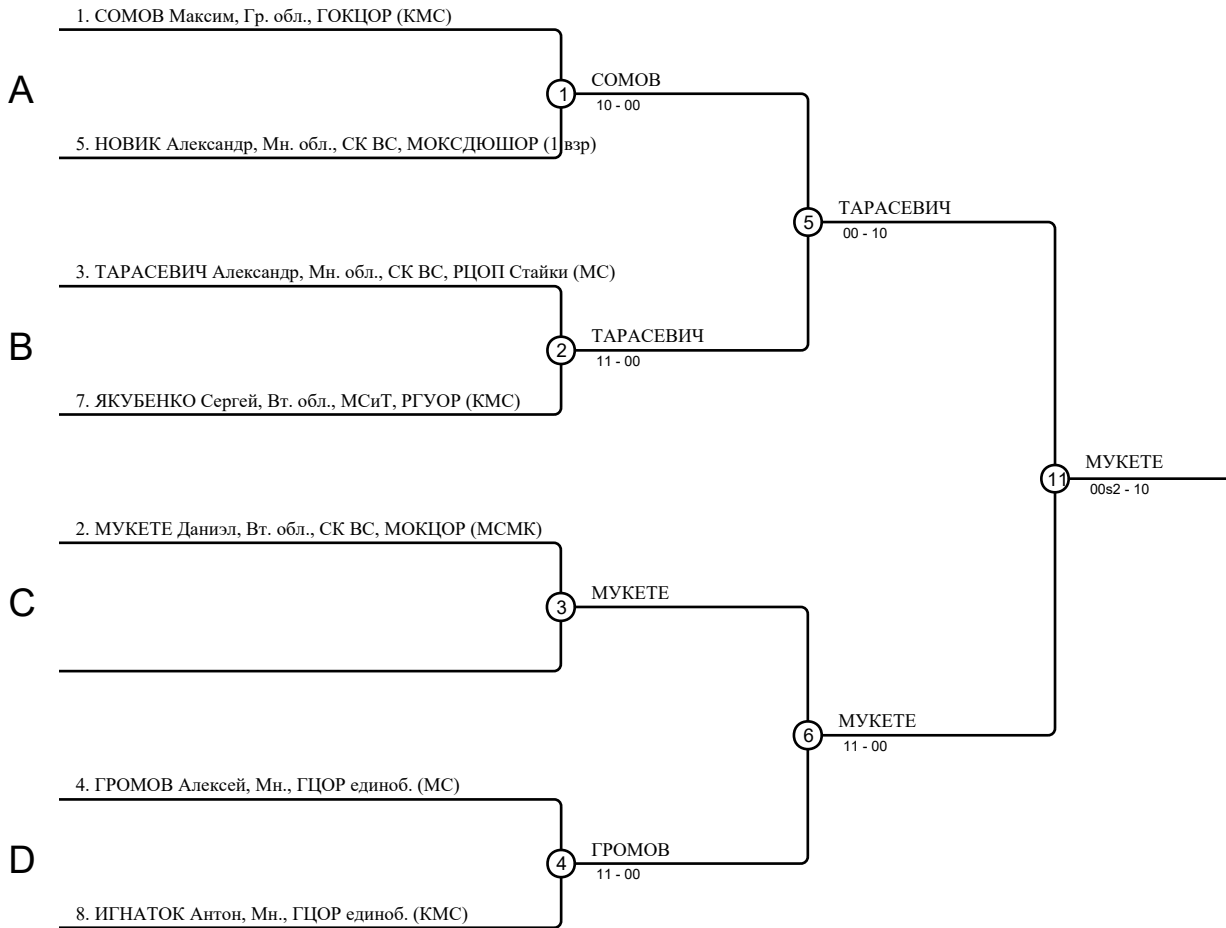 1. СОМОВ Максим, Гр. обл., ГОКЦОР (КМС)
A
1
СОМОВ
10 - 00
5. НОВИК Александр, Мн. обл., СК ВС, МОКСДЮШОР (1 взр)
5
ТАРАСЕВИЧ
00 - 10
3. ТАРАСЕВИЧ Александр, Мн. обл., СК ВС, РЦОП Стайки (МС)
B
2
ТАРАСЕВИЧ
11 - 00
7. ЯКУБЕНКО Сергей, Вт. обл., МСиТ, РГУОР (КМС)
11
МУКЕТЕ
00s2 - 10
2. МУКЕТЕ Даниэл, Вт. обл., СК ВС, МОКЦОР (МСМК)
C
3
МУКЕТЕ
6
МУКЕТЕ
11 - 00
4. ГРОМОВ Алексей, Мн., ГЦОР единоб. (МС)
D
4
ГРОМОВ
11 - 00
8. ИГНАТОК Антон, Мн., ГЦОР единоб. (КМС)